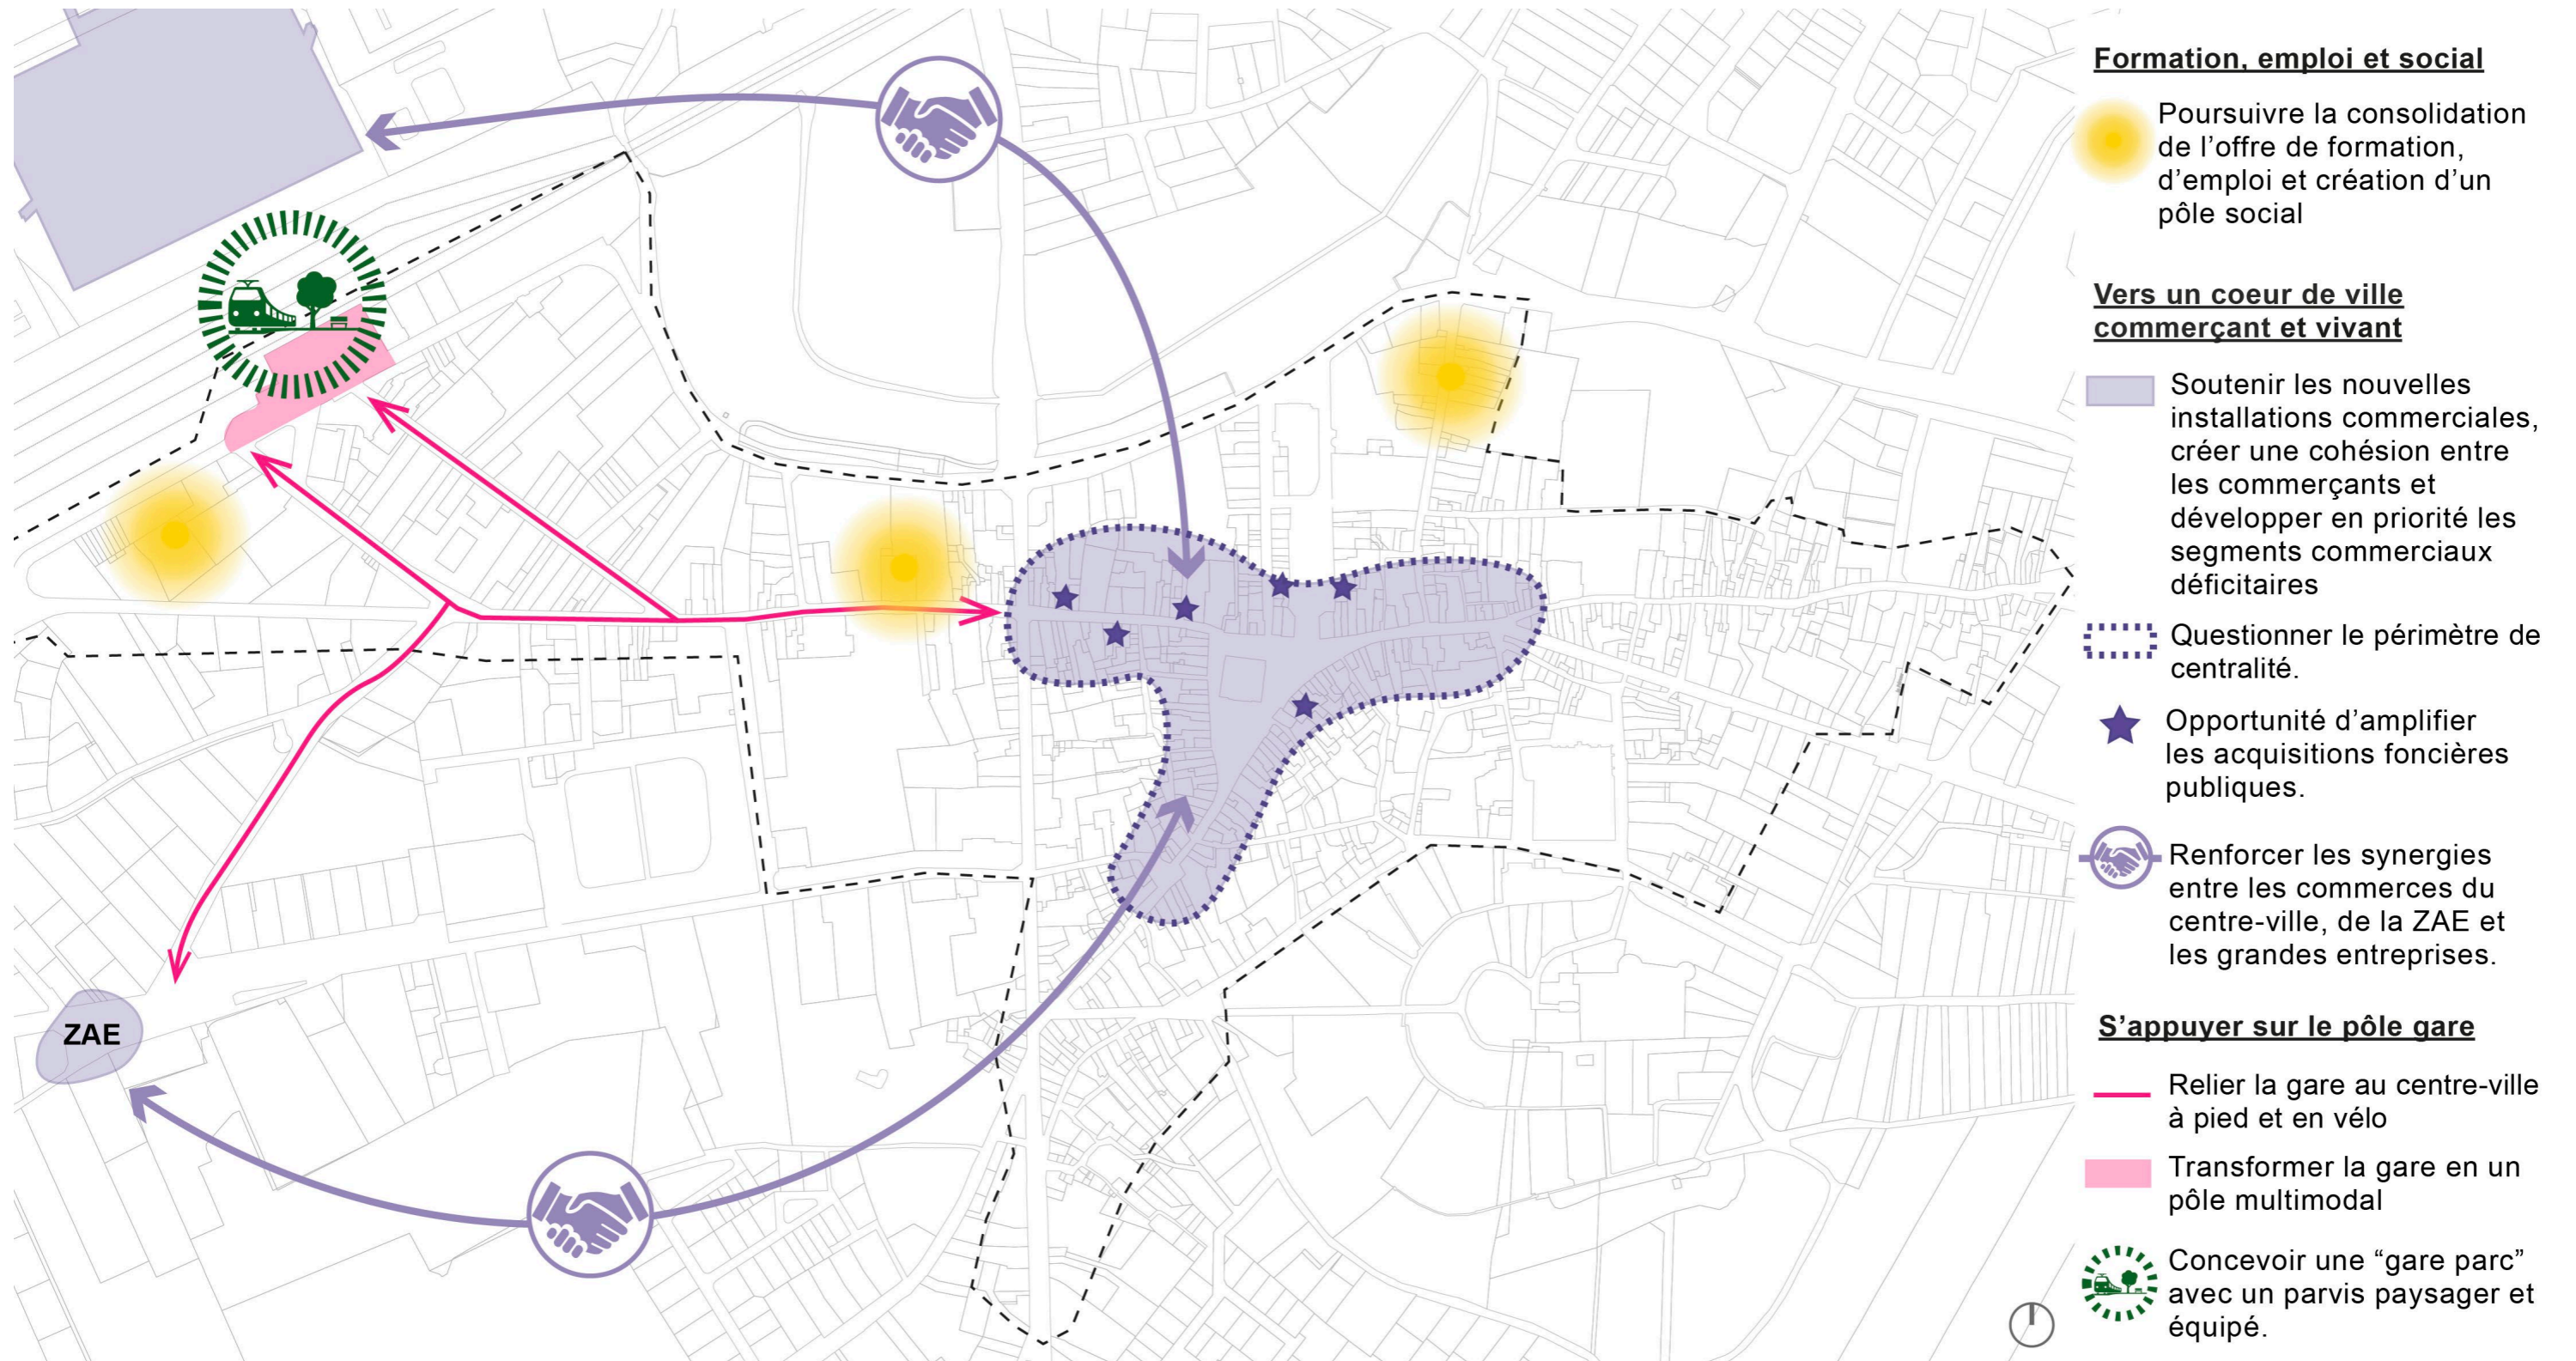 Formation, emploi et social
Poursuivre la consolidation
de l’offre de formation,
d’emploi et création d’un
pôle social
Vers un coeur de ville
commerçant et vivant
Soutenir les nouvelles
installations commerciales,
créer une cohésion entre
les commerçants et
développer en priorité les
segments commerciaux
déficitaires
Questionner le périmètre de
centralité.
Opportunité d’amplifier
les acquisitions foncières
publiques.
Renforcer les synergies
entre les commerces du
centre-ville, de la ZAE et
les grandes entreprises.
S’appuyer sur le pôle gare
Relier la gare au centre-ville
à pied et en vélo
Transformer la gare en un
pôle multimodal
Concevoir une “gare parc”
avec un parvis paysager et
équipé.
ZAE